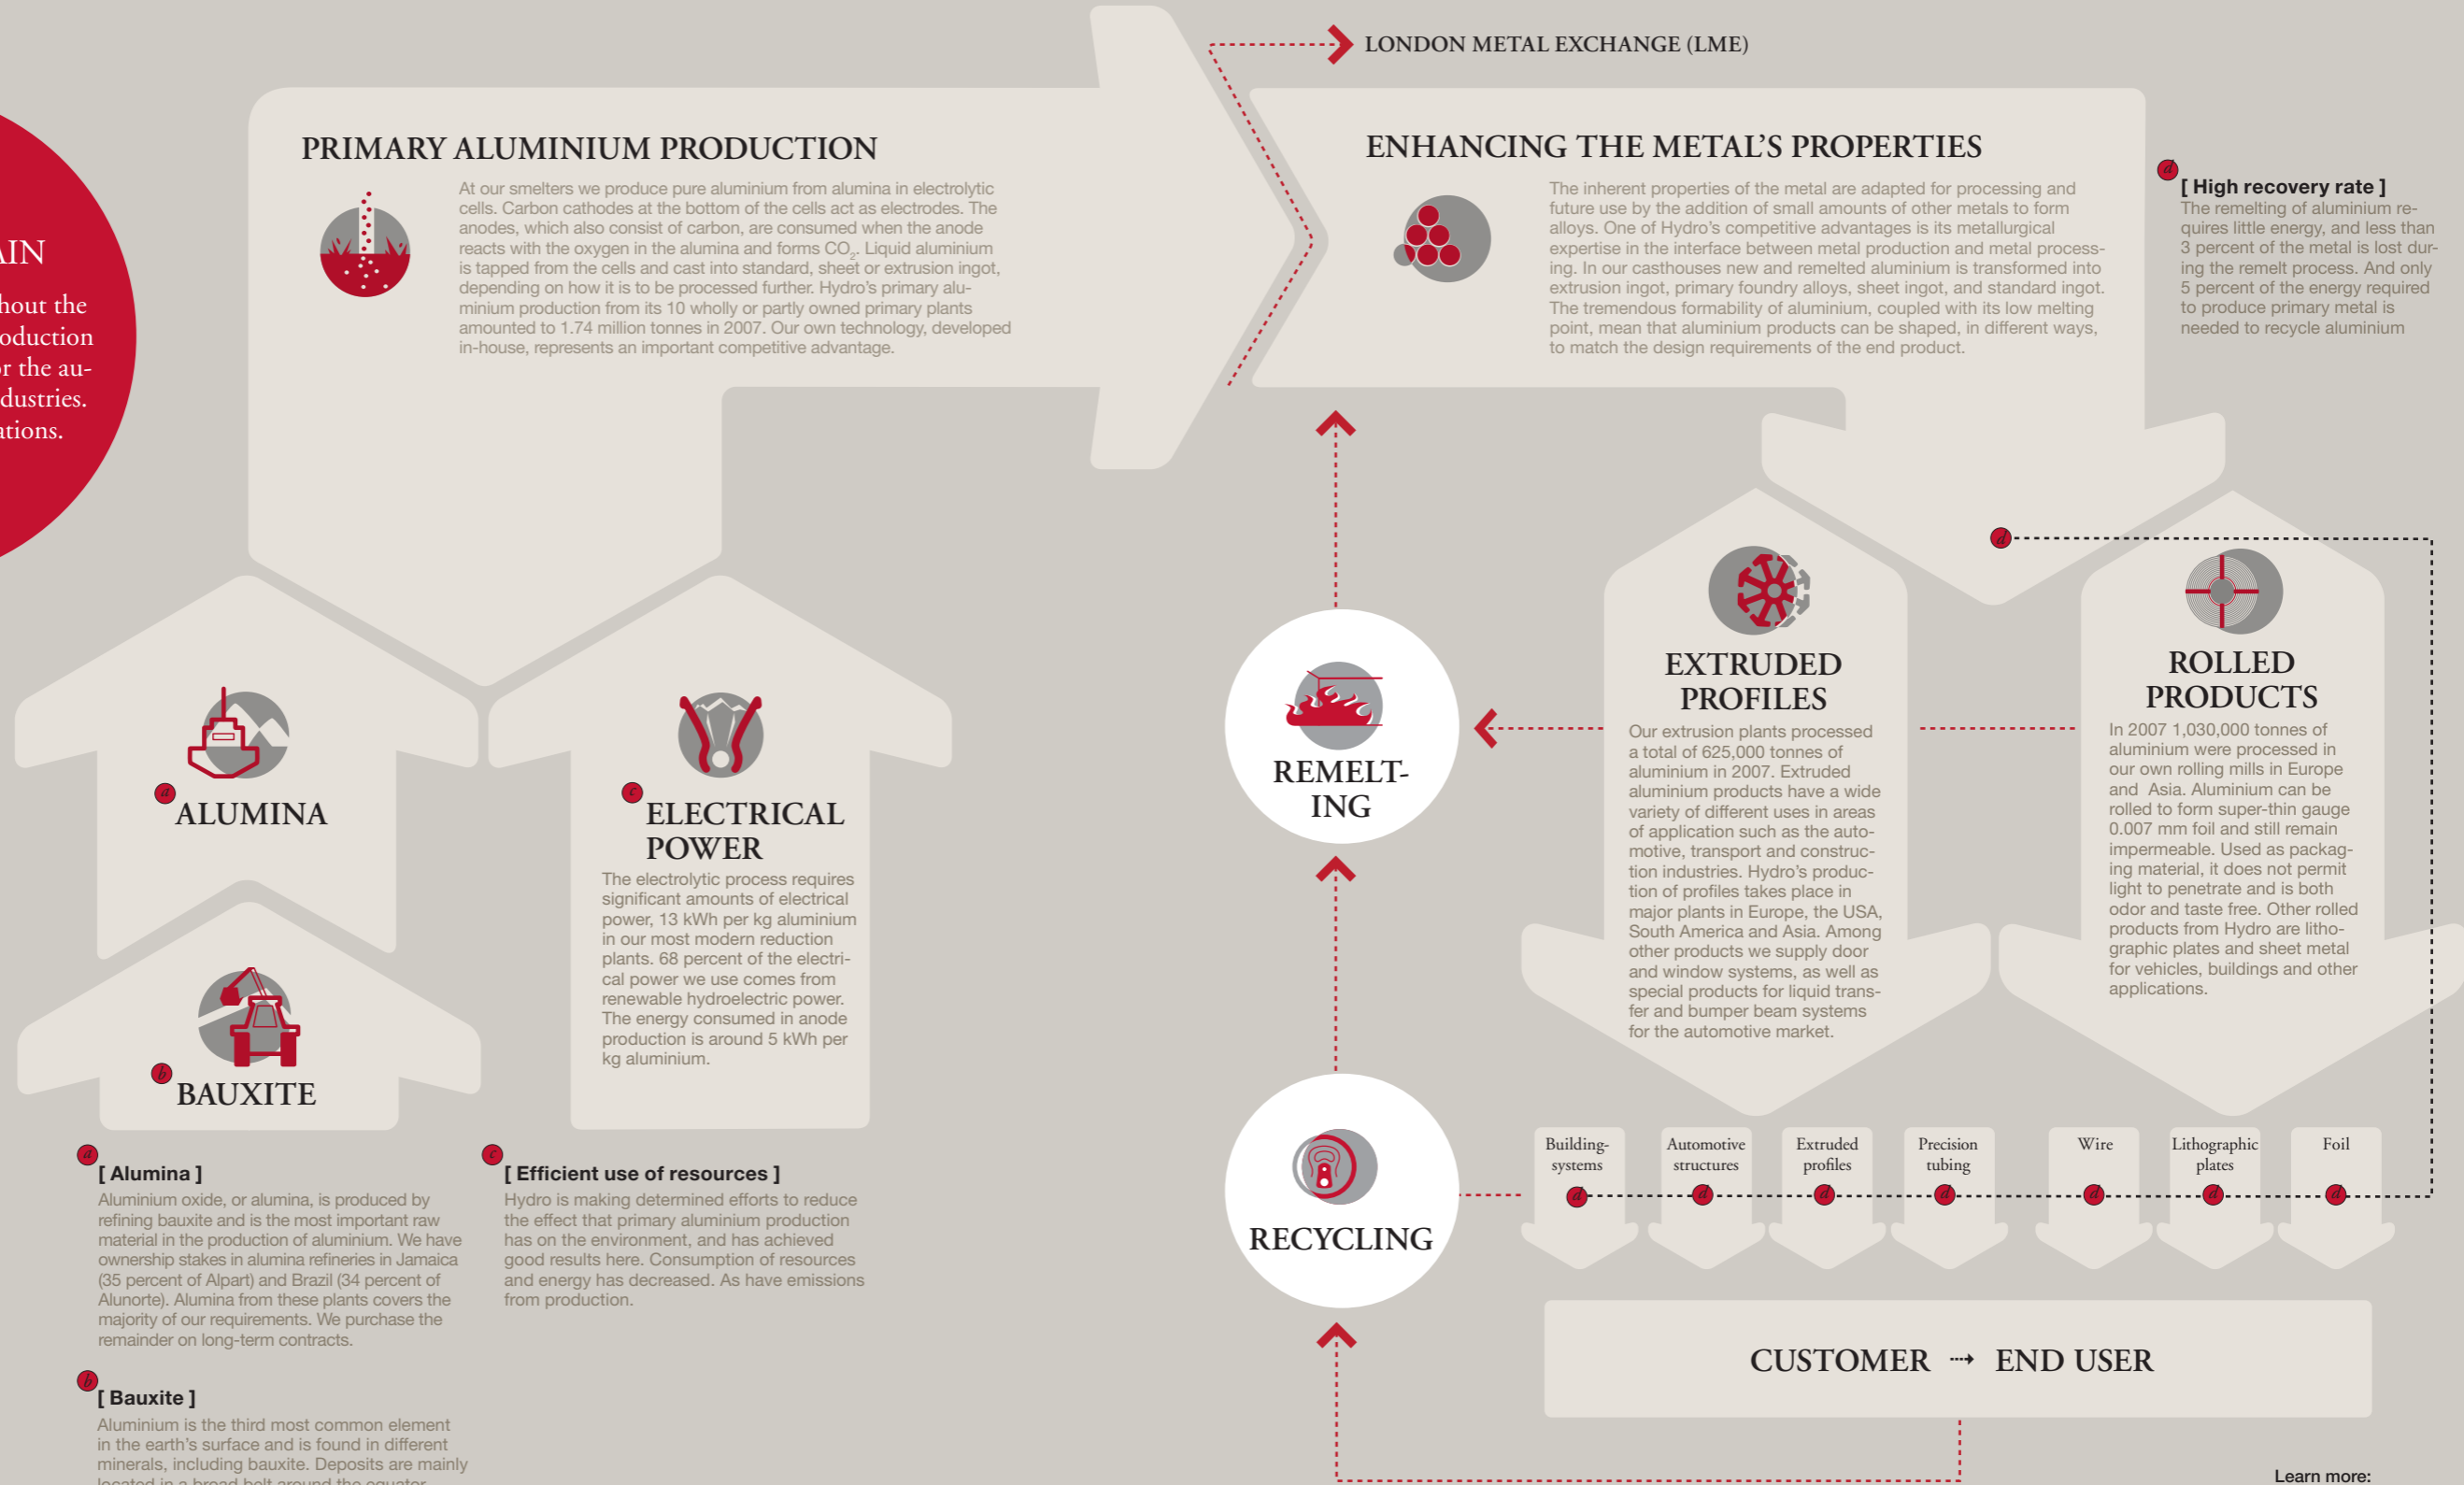 AIN
hout the
oduction
or the au-
dustries.
ations.
LONDON METAL EXCHANGE (LME)
PRIMARY ALUMINIUM PRODUCTION
At our smelters we produce pure aluminium from alumina in electrolytic
cells. Carbon cathodes at the bottom of the cells act as electrodes. The
anodes, which also consist of carbon, are consumed when the anode
reacts with the oxygen in the alumina and forms CO₂. Liquid aluminium
is tapped from the cells and cast into standard, sheet or extrusion ingot,
depending on how it is to be processed further. Hydro's primary alu-
minium production from its 10 wholly or partly owned primary plants
amounted to 1.74 million tonnes in 2007. Our own technology, developed
in-house, represents an important competitive advantage.
ENHANCING THE METAL'S PROPERTIES
The inherent properties of the metal are adapted for processing and
future use by the addition of small amounts of other metals to form
alloys. One of Hydro's competitive advantages is its metallurgical
expertise in the interface between metal production and metal process-
ing. In our casthouses new and remelted aluminium is transformed into
extrusion ingot, primary foundry alloys, sheet ingot, and standard ingot.
The tremendous formability of aluminium, coupled with its low melting
point, mean that aluminium products can be shaped, in different ways,
to match the design requirements of the end product.
d
[ High recovery rate ]
The remelting of aluminium re-
quires little energy, and less than
3 percent of the metal is lost dur-
ing the remelt process. And only
5 percent of the energy required
to produce primary metal is
needed to recycle aluminium
a
ALUMINA
c
ELECTRICAL
POWER
The electrolytic process requires
significant amounts of electrical
power, 13 kWh per kg aluminium
in our most modern reduction
plants. 68 percent of the electri-
cal power we use comes from
renewable hydroelectric power.
The energy consumed in anode
production is around 5 kWh per
kg aluminium.
b
BAUXITE
REMELT-
ING
d
EXTRUDED
PROFILES
Our extrusion plants processed
a total of 625,000 tonnes of
aluminium in 2007. Extruded
aluminium products have a wide
variety of different uses in areas
of application such as the auto-
motive, transport and construc-
tion industries. Hydro's produc-
tion of profiles takes place in
major plants in Europe, the USA,
South America and Asia. Among
other products we supply door
and window systems, as well as
special products for liquid trans-
fer and bumper beam systems
for the automotive market.
ROLLED
PRODUCTS
In 2007 1,030,000 tonnes of
aluminium were processed in
our own rolling mills in Europe
and  Asia. Aluminium can be
rolled to form super-thin gauge
0.007 mm foil and still remain
impermeable. Used as packag-
ing material, it does not permit
light to penetrate and is both
odor and taste free. Other rolled
products from Hydro are litho-
graphic plates and sheet metal
for vehicles, buildings and other
applications.
a
[ Alumina ]
Aluminium oxide, or alumina, is produced by
refining bauxite and is the most important raw
material in the production of aluminium. We have
ownership stakes in alumina refineries in Jamaica
(35 percent of Alpart) and Brazil (34 percent of
Alunorte). Alumina from these plants covers the
majority of our requirements. We purchase the
remainder on long-term contracts.
c
[ Efficient use of resources ]
Hydro is making determined efforts to reduce
the effect that primary aluminium production
has on the environment, and has achieved
good results here. Consumption of resources
and energy has decreased. As have emissions
from production.
b
[ Bauxite ]
Aluminium is the third most common element
in the earth's surface and is found in different
minerals, including bauxite. Deposits are mainly
located in a broad belt around the equator
RECYCLING
Building-
systems
d
Automotive
structures
d
Extruded
profiles
d
Precision
tubing
d
Wire
d
Lithographic
plates
d
Foil
d
CUSTOMER ⤑ END USER
Learn more: